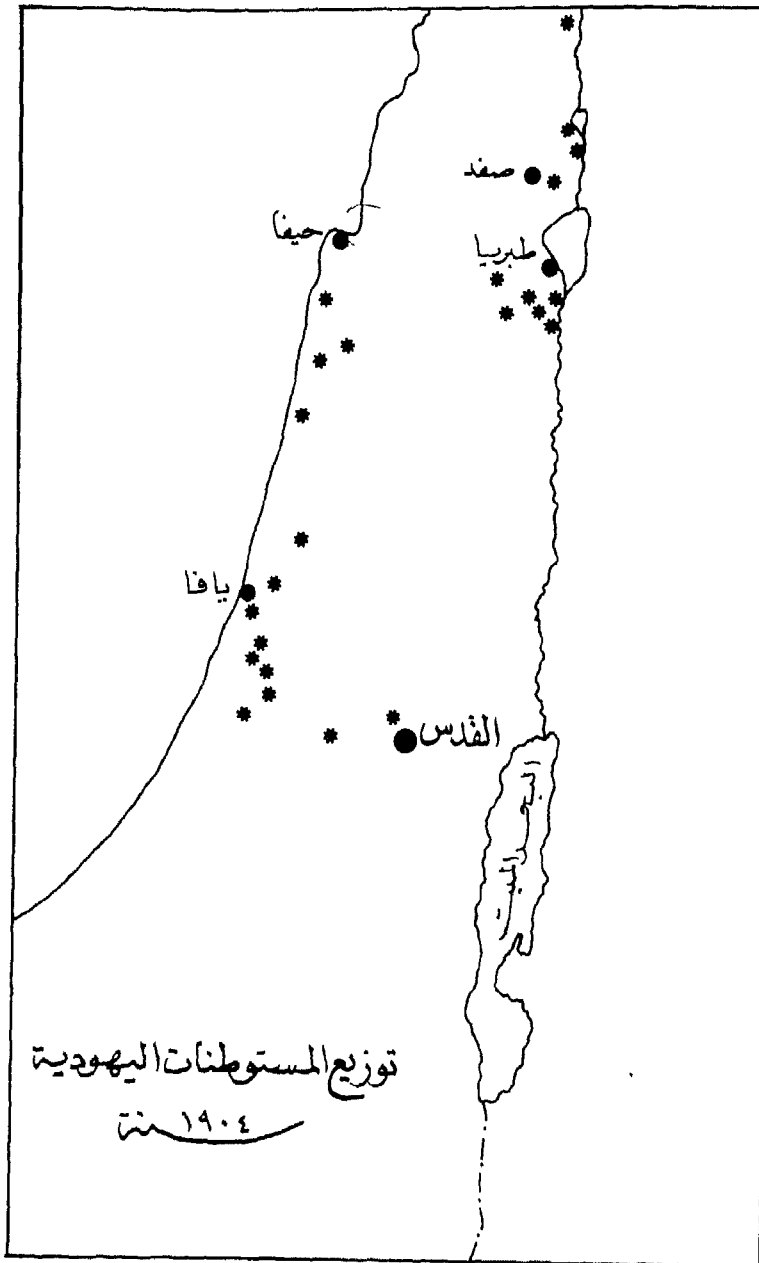 صفد
حيفا
طبريا
يافا
القدس
البحر الميت
توزيع المستوطنات اليهودية
سنة ١٩٠٤